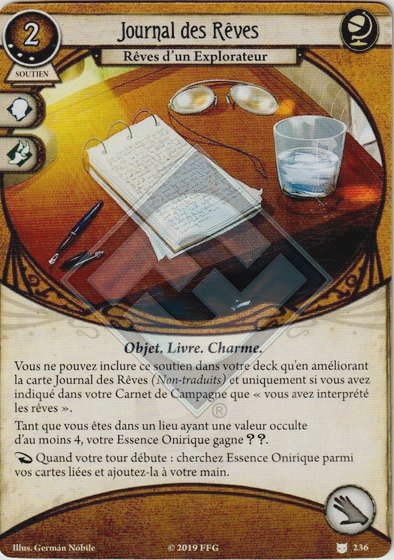 2
Journal des Rêves
SOUTIEN
Rêves d'un Explorateur
Objet. Livre. Charme.
Vous ne pouvez inclure ce soutien dans votre deck qu'en améliorant
la carte Journal des Rêves (Non-traduits) et uniquement si vous avez
indiqué dans votre Carnet de Campagne que « vous avez interprété
les rêves ».
Tant que vous êtes dans un lieu ayant une valeur occulte
d'au moins 4, votre Essence Onirique gagne ??.
Quand votre tour débute : cherchez Essence Onirique parmi
vos cartes liées et ajoutez-la à votre main.
Illus. Germán Nobile
© 2019 FFG
236